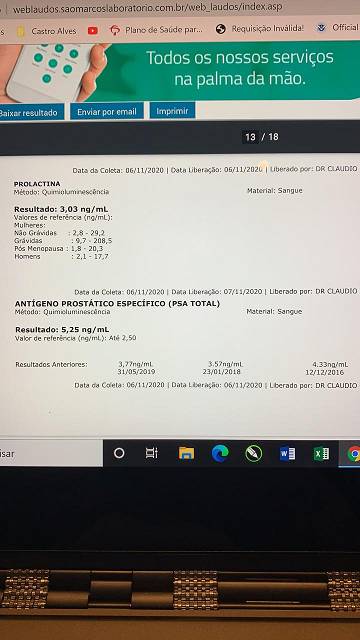 weblaudos.saomarcoslaboratorio.com.br/web_laudos/index.asp
Castro Alves
Plano de Saúde par...
Requisição Inválida!
Official
Todos os nossos serviços
na palma da mão.
Baixar resultado
Enviar por email
Imprimir
13 / 18
Data da Coleta: 06/11/2020 | Data Liberação: 06/11/2020 | Liberado por: DR CLAUDIO
PROLACTINA
Método: Quimioluminescência Material: Sangue
Resultado: 3,03 ng/mL
Valores de referência (ng/mL):
Mulheres:
Não Grávidas : 2,8 - 29,2
Grávidas : 9,7 - 208,5
Pós Menopausa : 1,8 - 20,3
Homens : 2,1 - 17,7
Data da Coleta: 06/11/2020 | Data Liberação: 07/11/2020 | Liberado por: DR CLAUDIO
ANTÍGENO PROSTÁTICO ESPECÍFICO (PSA TOTAL)
Método: Quimioluminescência Material: Sangue
Resultado: 5,25 ng/mL
Valor de referência (ng/mL): Até 2,50
Resultados Anteriores: 3,77ng/mL 3.57ng/mL 4.33ng/mL
31/05/2019 23/01/2018 12/12/2016
Data da Coleta: 06/11/2020 | Data Liberação: 06/11/2020 | Liberado por: DR CLAUDIO
isar